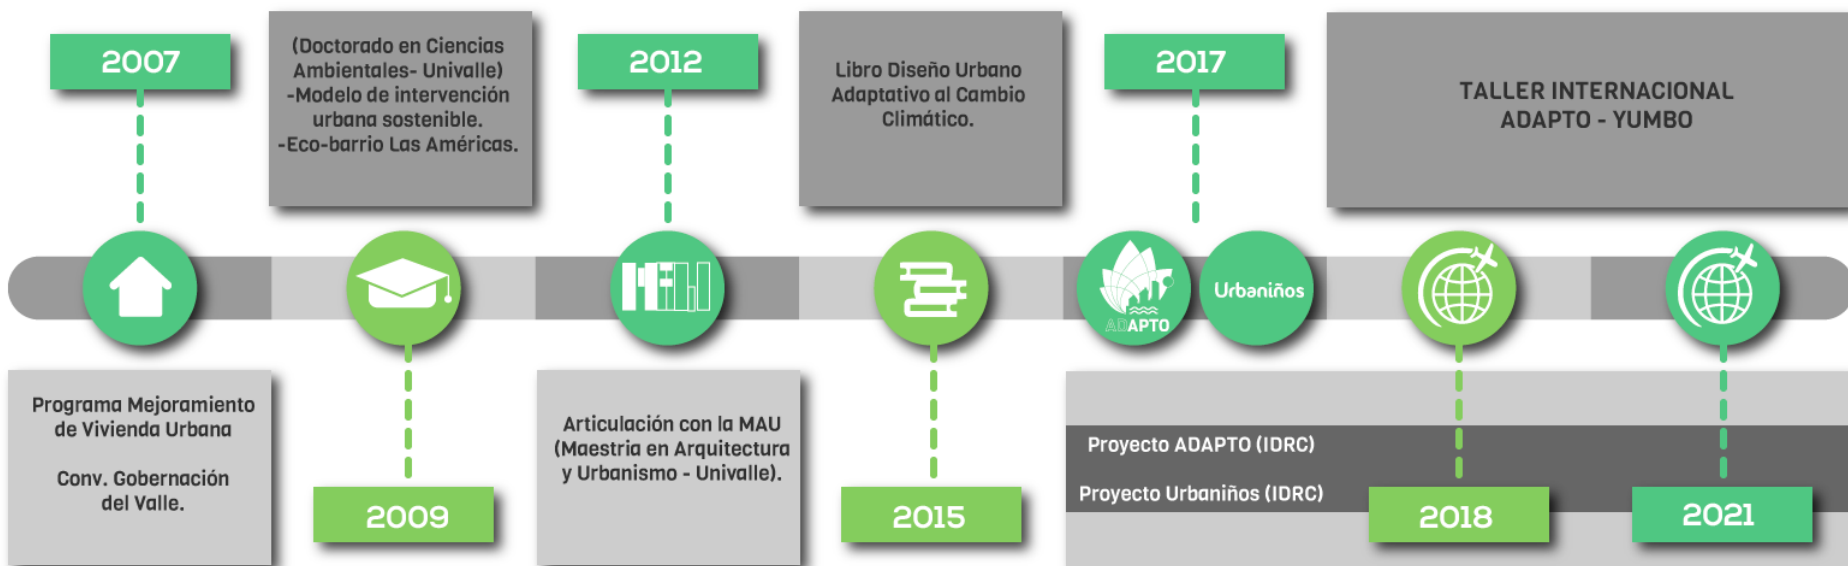 2007
Programa Mejoramiento
de Vivienda Urbana
Conv. Gobernación
del Valle.
(Doctorado en Ciencias
Ambientales- Univalle)
-Modelo de intervención
urbana sostenible.
-Eco-barrio Las Américas.
2009
2012
Articulación con la MAU
(Maestria en Arquitectura
y Urbanismo - Univalle).
Libro Diseño Urbano
Adaptativo al Cambio
Climático.
2015
2017
ADAPTO
Urbaniños
Proyecto ADAPTO (IDRC)
Proyecto Urbaniños (IDRC)
TALLER INTERNACIONAL
ADAPTO - YUMBO
2018
2021